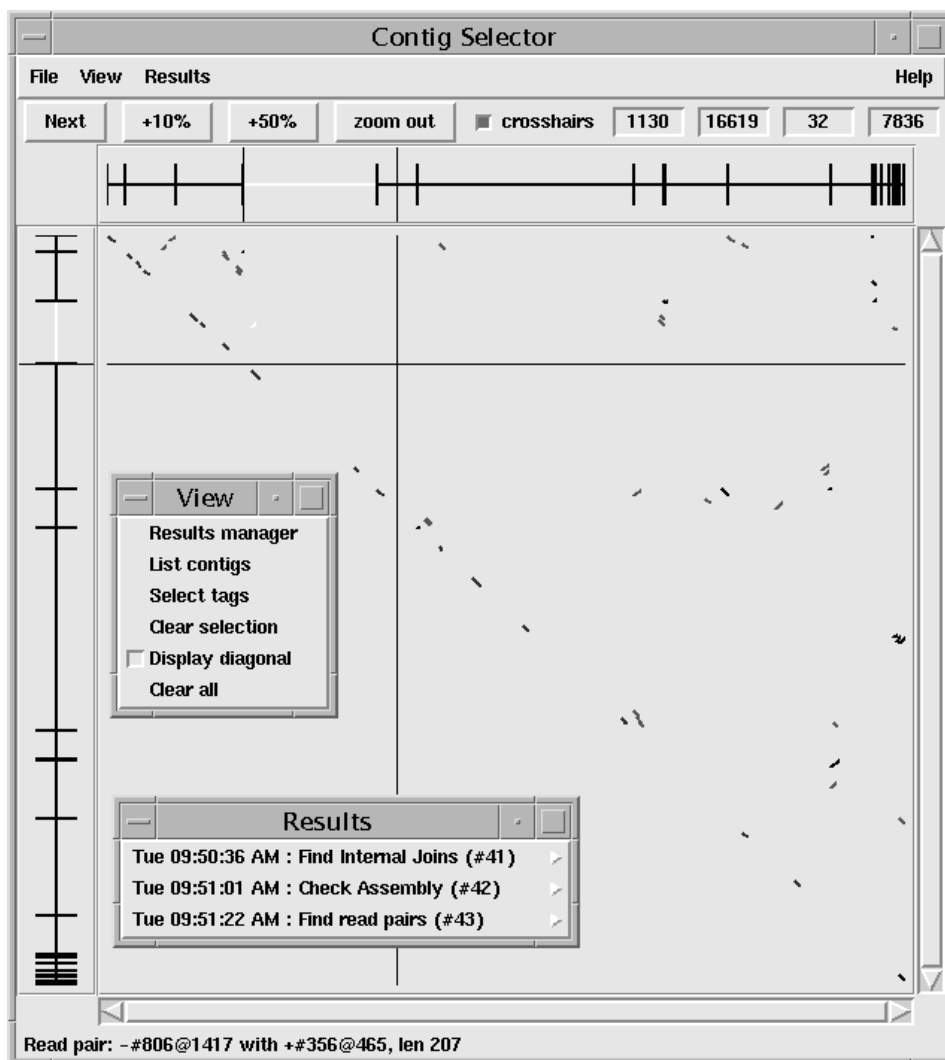 Contig Selector
File View Results Help
Next +10% +50% zoom out crosshairs 1130 16619 32 7836
View
Results manager
List contigs
Select tags
Clear selection
Display diagonal
Clear all
Results
Tue 09:50:36 AM : Find Internal Joins (#41)
Tue 09:51:01 AM : Check Assembly (#42)
Tue 09:51:22 AM : Find read pairs (#43)
Read pair: -#806@1417 with +#356@465, len 207